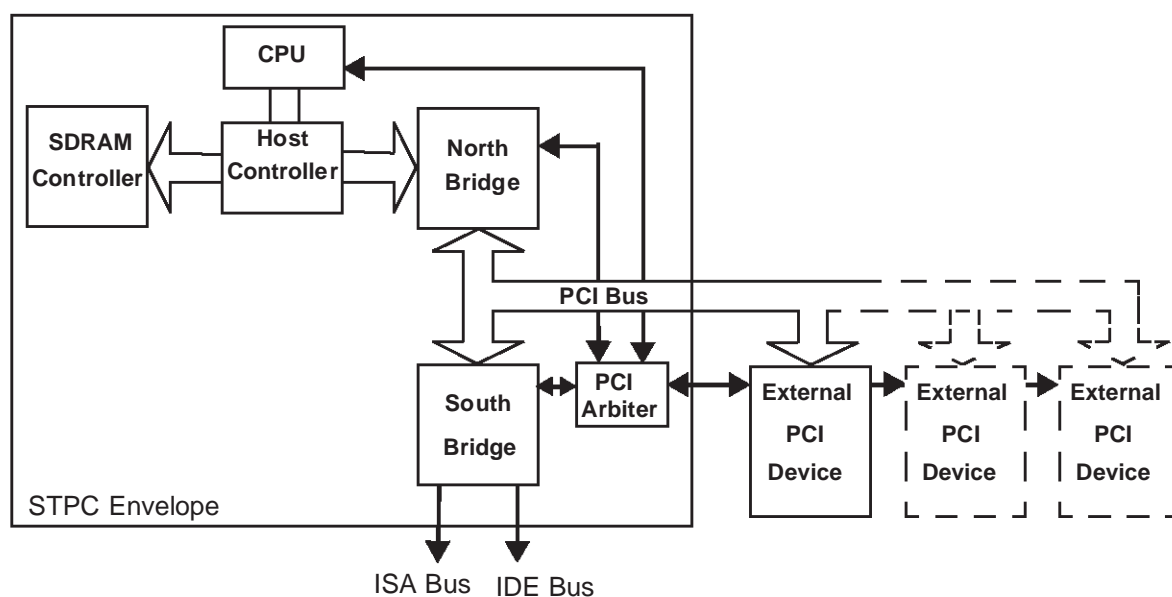 CPU
SDRAM
Controller
Host
Controller
North
Bridge
PCI Bus
South
Bridge
PCI
Arbiter
External
PCI
Device
External
PCI
Device
External
PCI
Device
STPC Envelope
ISA Bus
IDE Bus